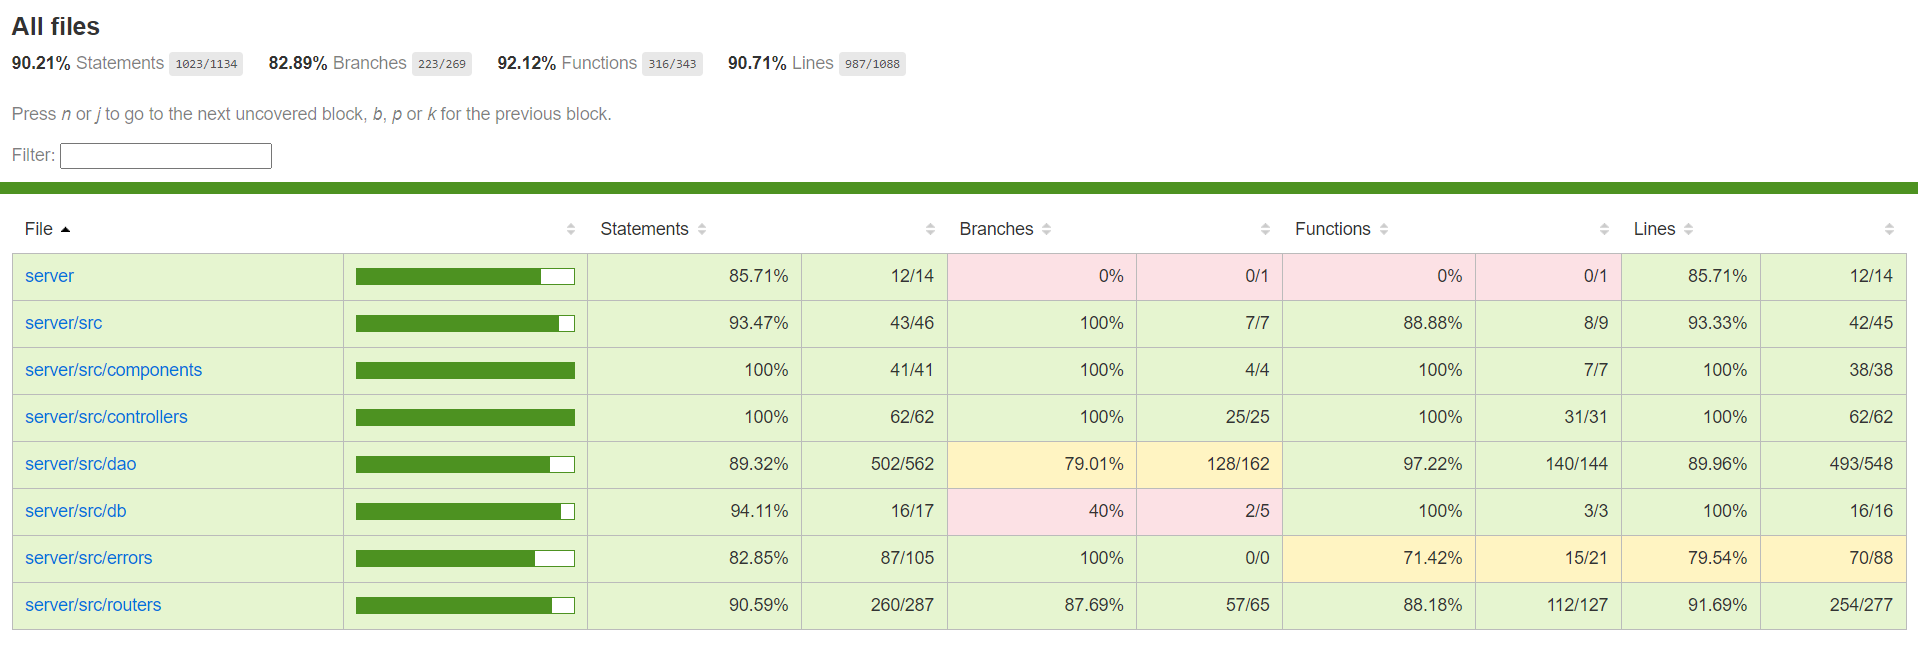 All files
90.21% Statements 1023/1134 82.89% Branches 223/269 92.12% Functions 316/343 90.71% Lines 987/1088
Press n or j to go to the next uncovered block, b, p or k for the previous block.
Filter:
File Statements Branches Functions Lines
server 85.71% 12/14 0% 0/1 0% 0/1 85.71% 12/14
server/src 93.47% 43/46 100% 7/7 88.88% 8/9 93.33% 42/45
server/src/components 100% 41/41 100% 4/4 100% 7/7 100% 38/38
server/src/controllers 100% 62/62 100% 25/25 100% 31/31 100% 62/62
server/src/dao 89.32% 502/562 79.01% 128/162 97.22% 140/144 89.96% 493/548
server/src/db 94.11% 16/17 40% 2/5 100% 3/3 100% 16/16
server/src/errors 82.85% 87/105 100% 0/0 71.42% 15/21 79.54% 70/88
server/src/routers 90.59% 260/287 87.69% 57/65 88.18% 112/127 91.69% 254/277